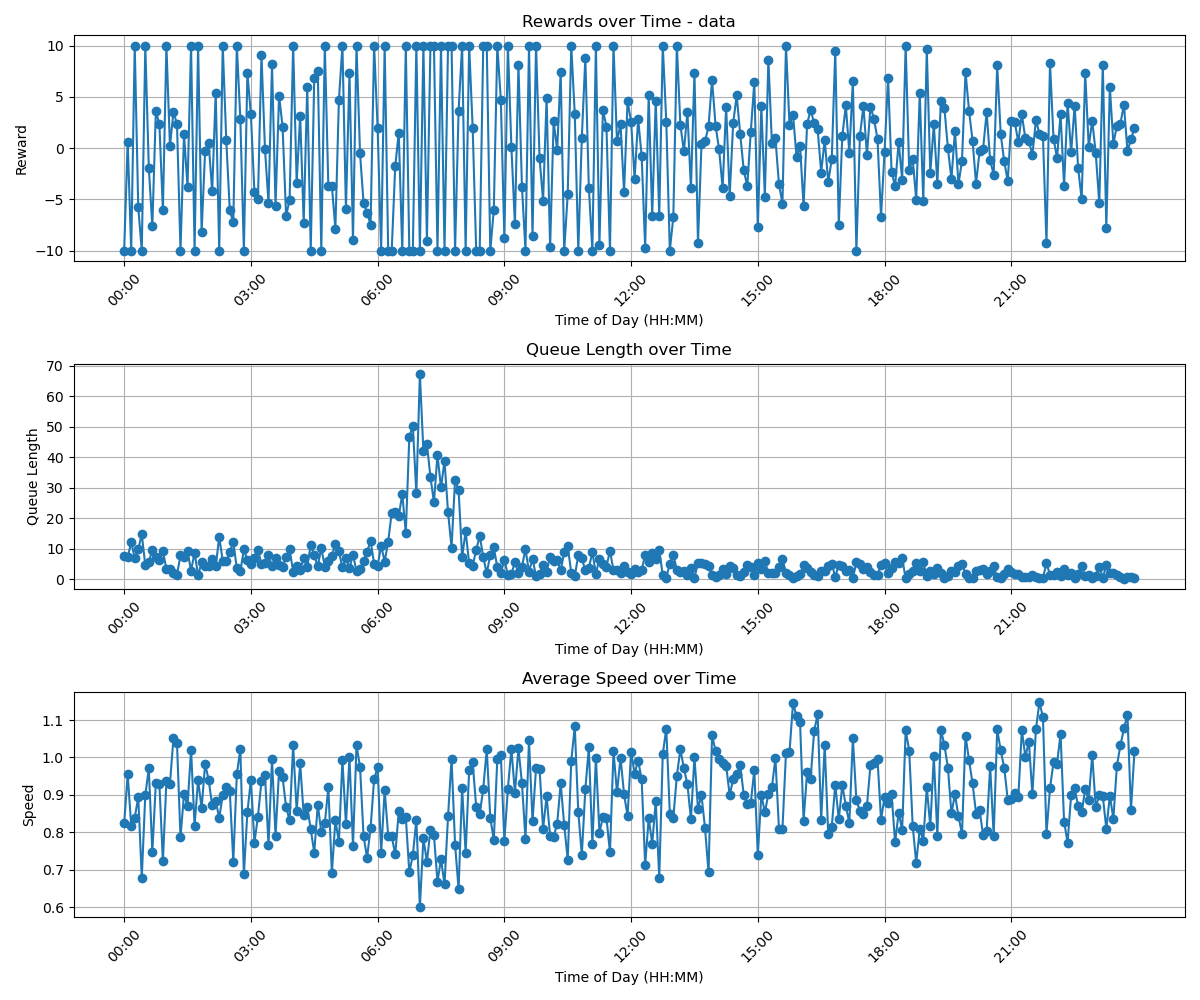 Rewards over Time - data
Reward
10
5
0
−5
−10
00:00 03:00 06:00 09:00 12:00 15:00 18:00 21:00
Time of Day (HH:MM)
Queue Length over Time
Queue Length
70
60
50
40
30
20
10
0
00:00 03:00 06:00 09:00 12:00 15:00 18:00 21:00
Time of Day (HH:MM)
Average Speed over Time
Speed
1.1
1.0
0.9
0.8
0.7
0.6
00:00 03:00 06:00 09:00 12:00 15:00 18:00 21:00
Time of Day (HH:MM)